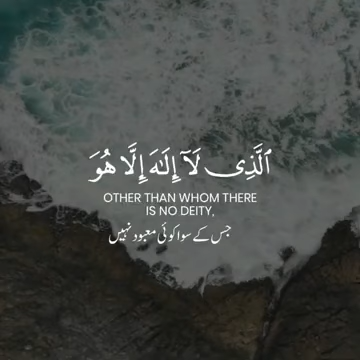 ٱلَّذِى لَآ إِلَـٰهَ إِلَّا هُوَ
OTHER THAN WHOM THERE
IS NO DEITY,
جس کے سوا کوئی معبود نہیں